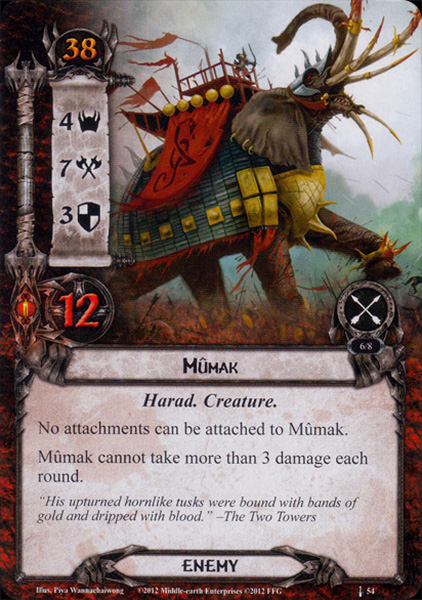 38
4
7
3
12
6/8
Mûmak
Harad. Creature.
No attachments can be attached to Mûmak.
Mûmak cannot take more than 3 damage each
round.
“His upturned hornlike tusks were bound with bands of
gold and dripped with blood.” –The Two Towers
ENEMY
Illus. Piya Wannachaiwong ©2012 Middle-earth Enterprises ©2012 FFG 54